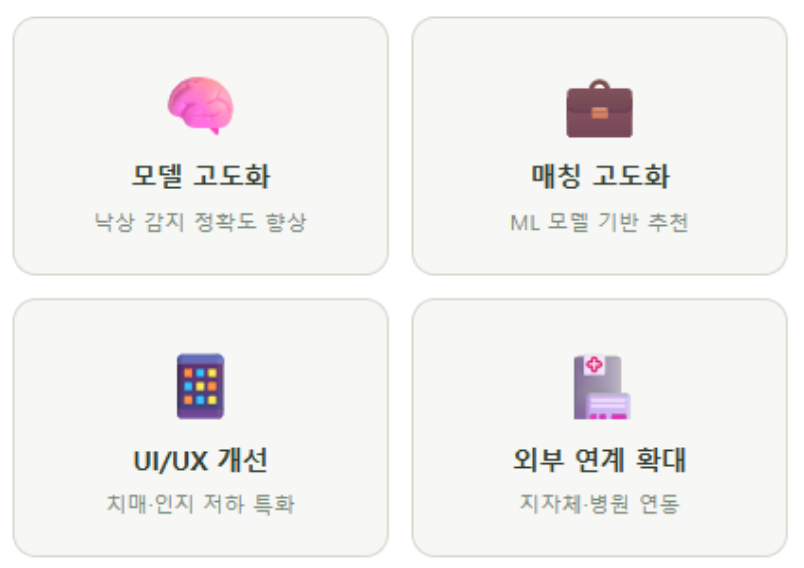 모델 고도화
낙상 감지 정확도 향상
매칭 고도화
ML 모델 기반 추천
UI/UX 개선
치매·인지 저하 특화
외부 연계 확대
지자체·병원 연동